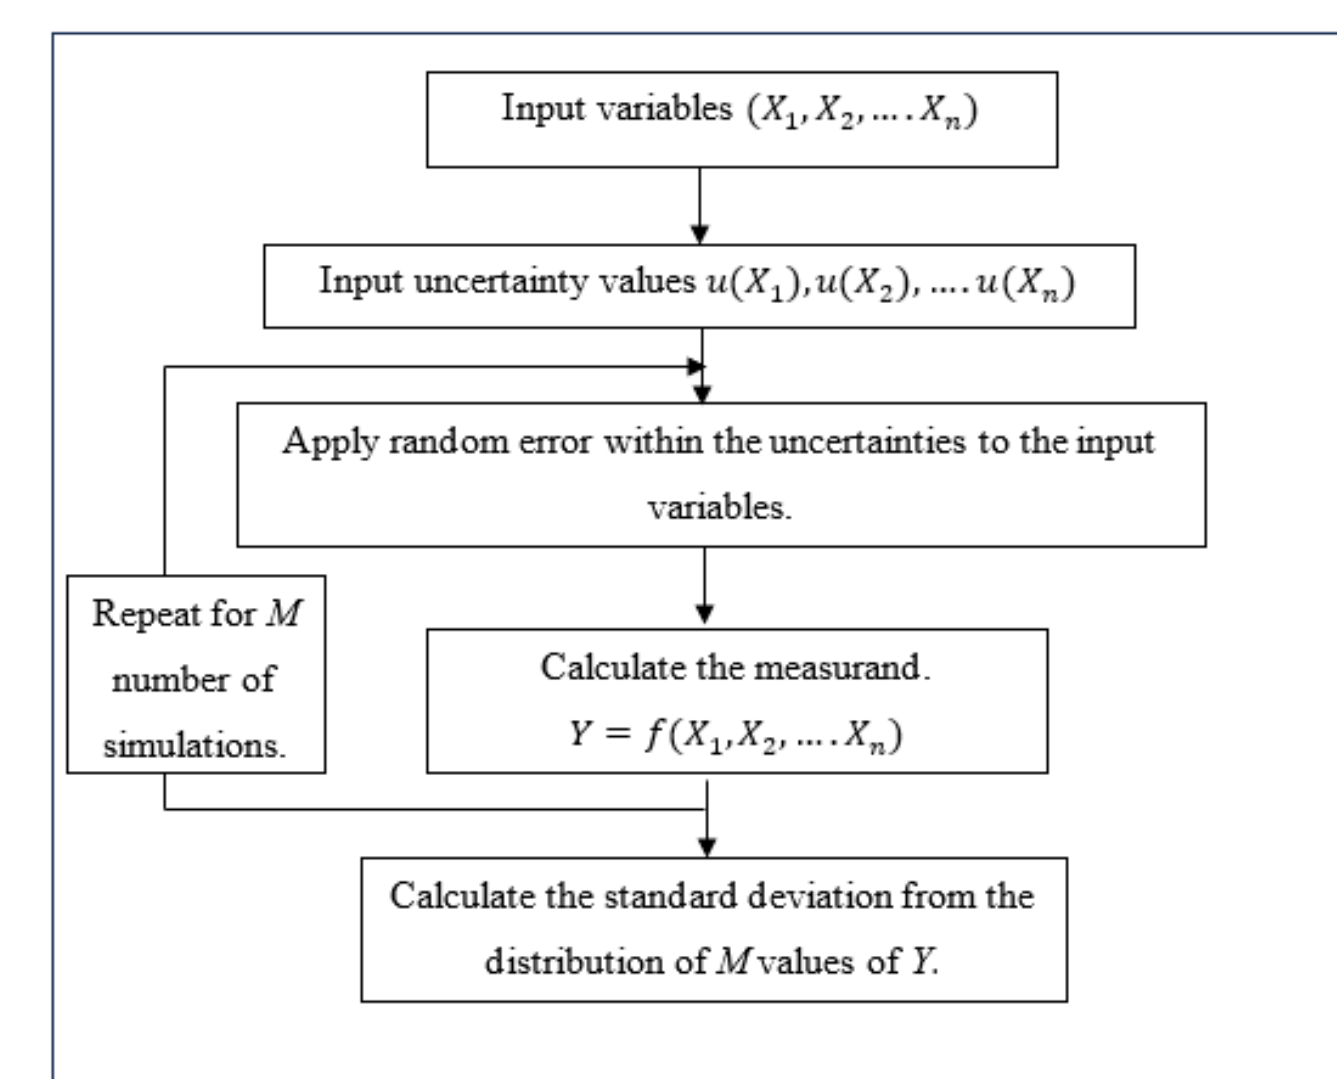 Input variables (X₁, X₂, .... Xₙ)
Input uncertainty values u(X₁), u(X₂), .... u(Xₙ)
Apply random error within the uncertainties to the input
variables.
Repeat for M
number of
simulations.
Calculate the measurand.
Y = f(X₁, X₂, .... Xₙ)
Calculate the standard deviation from the
distribution of M values of Y.